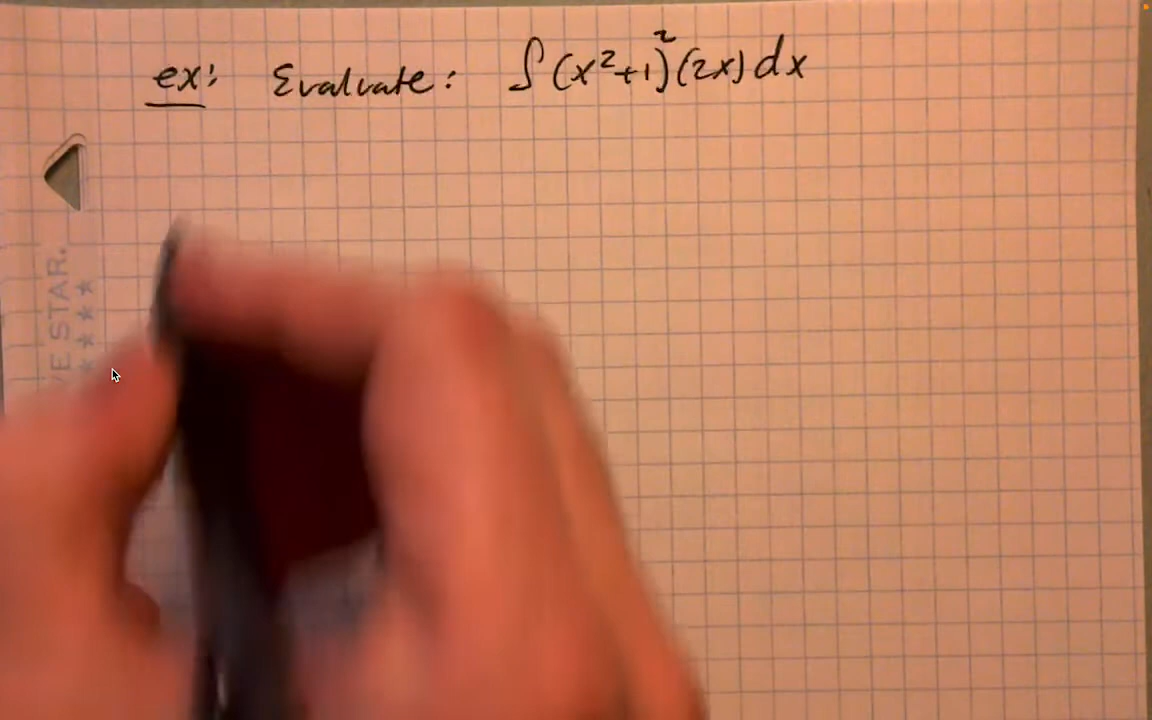 ex: Evaluate: ∫(x²+1)²(2x)dx
STAR.